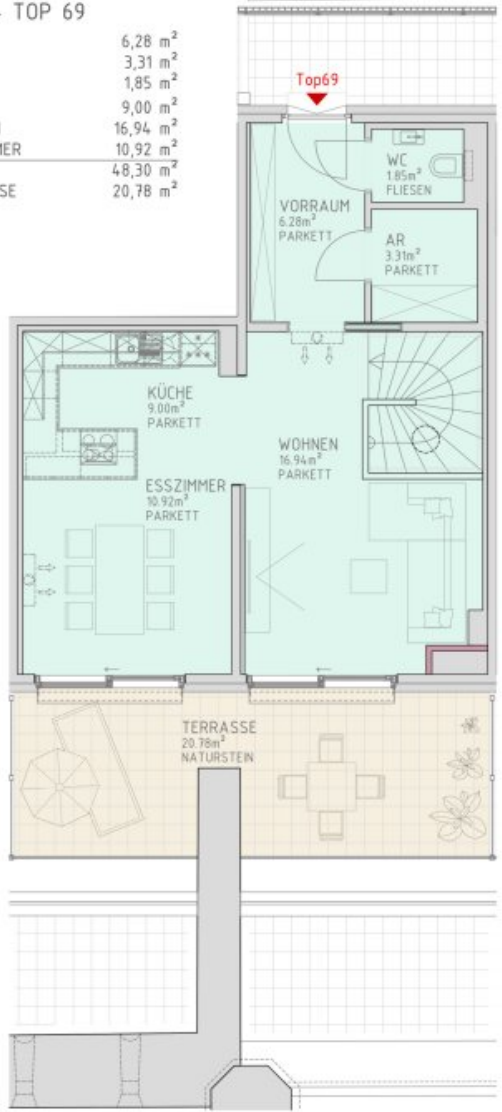 TOP 69
6,28 m²
3,31 m²
1,85 m²
9,00 m²
16,94 m²
10,92 m²
48,30 m²
20,78 m²
Top69
WC
1.85m²
FLIESEN
VORRAUM
6.28m²
PARKETT
AR
3.31m²
PARKETT
KÜCHE
9.00m²
PARKETT
WOHNEN
16.94m²
PARKETT
ESSZIMMER
10.92m²
PARKETT
TERRASSE
20.78m²
NATURSTEIN